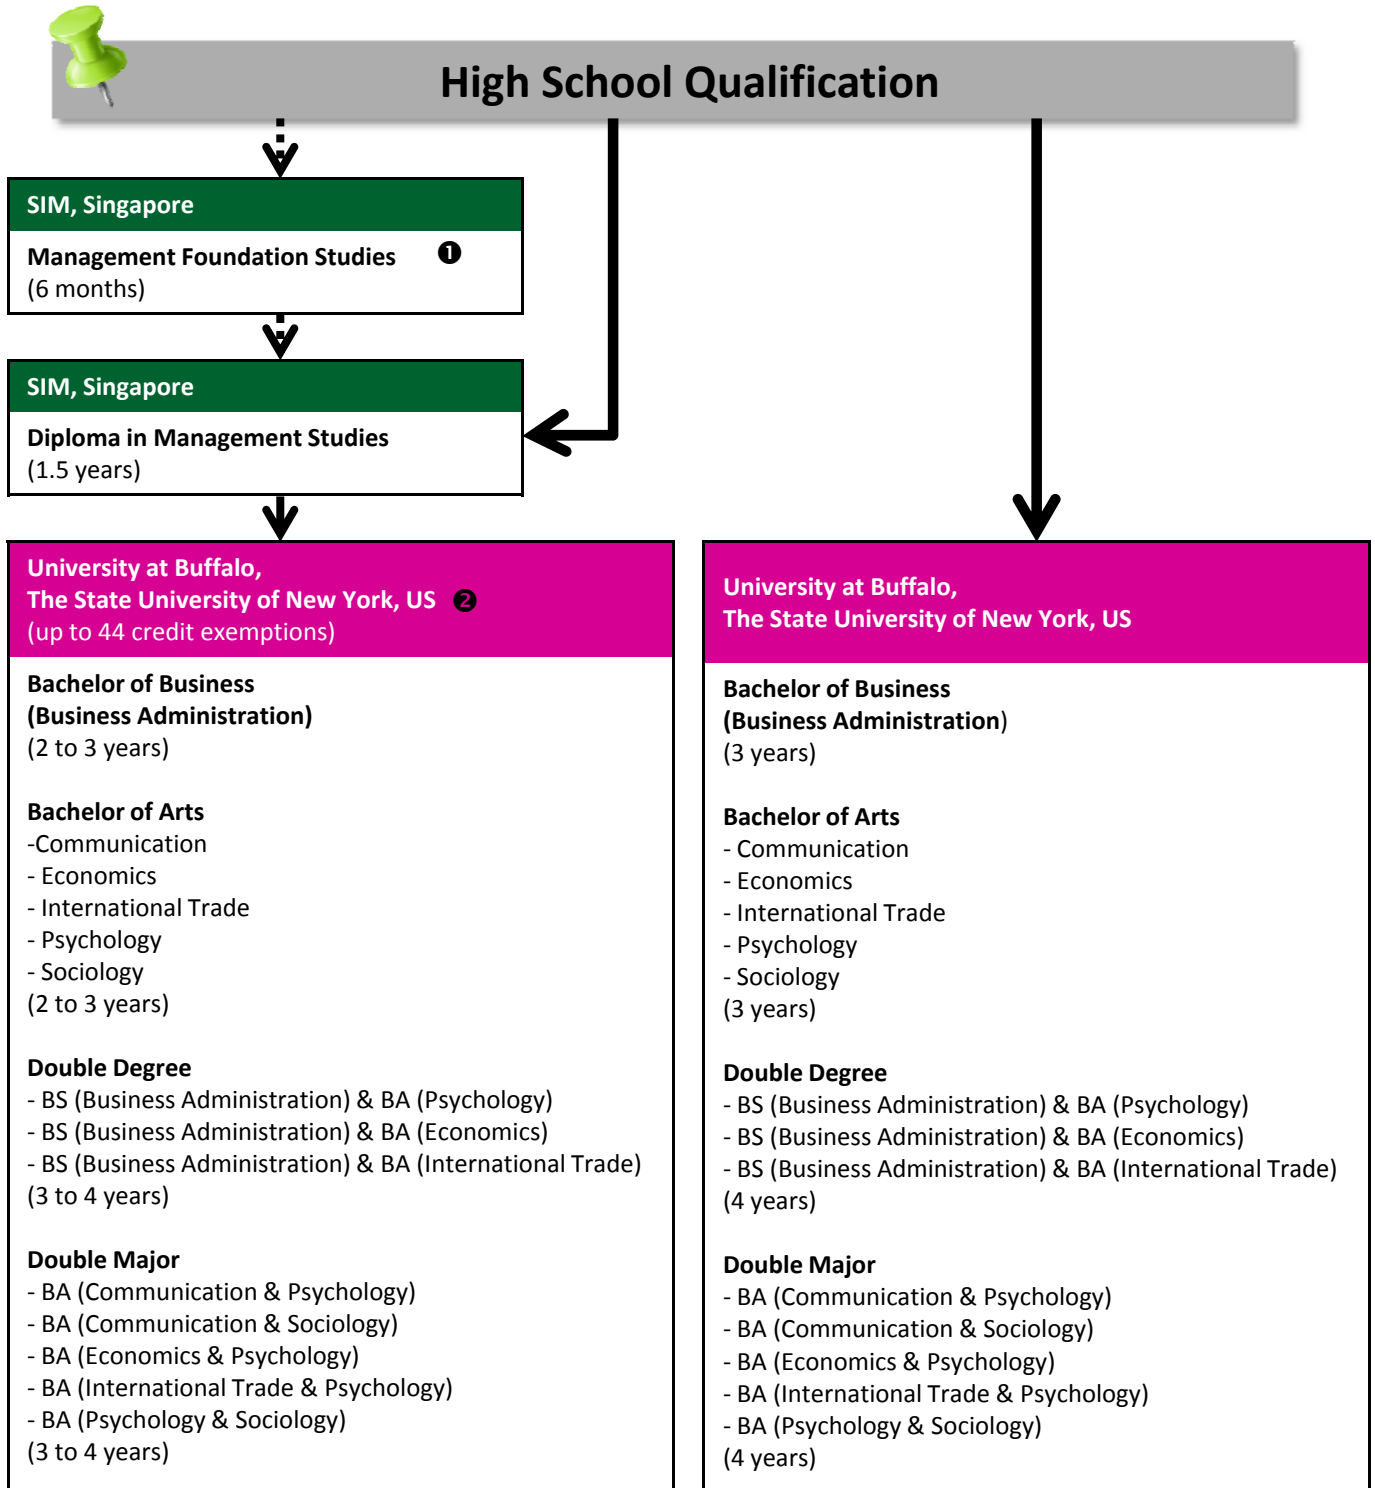 High School Qualification
SIM, Singapore
Management Foundation Studies ❶
(6 months)
SIM, Singapore
Diploma in Management Studies
(1.5 years)
University at Buffalo,
The State University of New York, US ❷
(up to 44 credit exemptions)
Bachelor of Business
(Business Administration)
(2 to 3 years)
Bachelor of Arts
-Communication
- Economics
- International Trade
- Psychology
- Sociology
(2 to 3 years)
Double Degree
- BS (Business Administration) & BA (Psychology)
- BS (Business Administration) & BA (Economics)
- BS (Business Administration) & BA (International Trade)
(3 to 4 years)
Double Major
- BA (Communication & Psychology)
- BA (Communication & Sociology)
- BA (Economics & Psychology)
- BA (International Trade & Psychology)
- BA (Psychology & Sociology)
(3 to 4 years)
University at Buffalo,
The State University of New York, US
Bachelor of Business
(Business Administration)
(3 years)
Bachelor of Arts
- Communication
- Economics
- International Trade
- Psychology
- Sociology
(3 years)
Double Degree
- BS (Business Administration) & BA (Psychology)
- BS (Business Administration) & BA (Economics)
- BS (Business Administration) & BA (International Trade)
(4 years)
Double Major
- BA (Communication & Psychology)
- BA (Communication & Sociology)
- BA (Economics & Psychology)
- BA (International Trade & Psychology)
- BA (Psychology & Sociology)
(4 years)